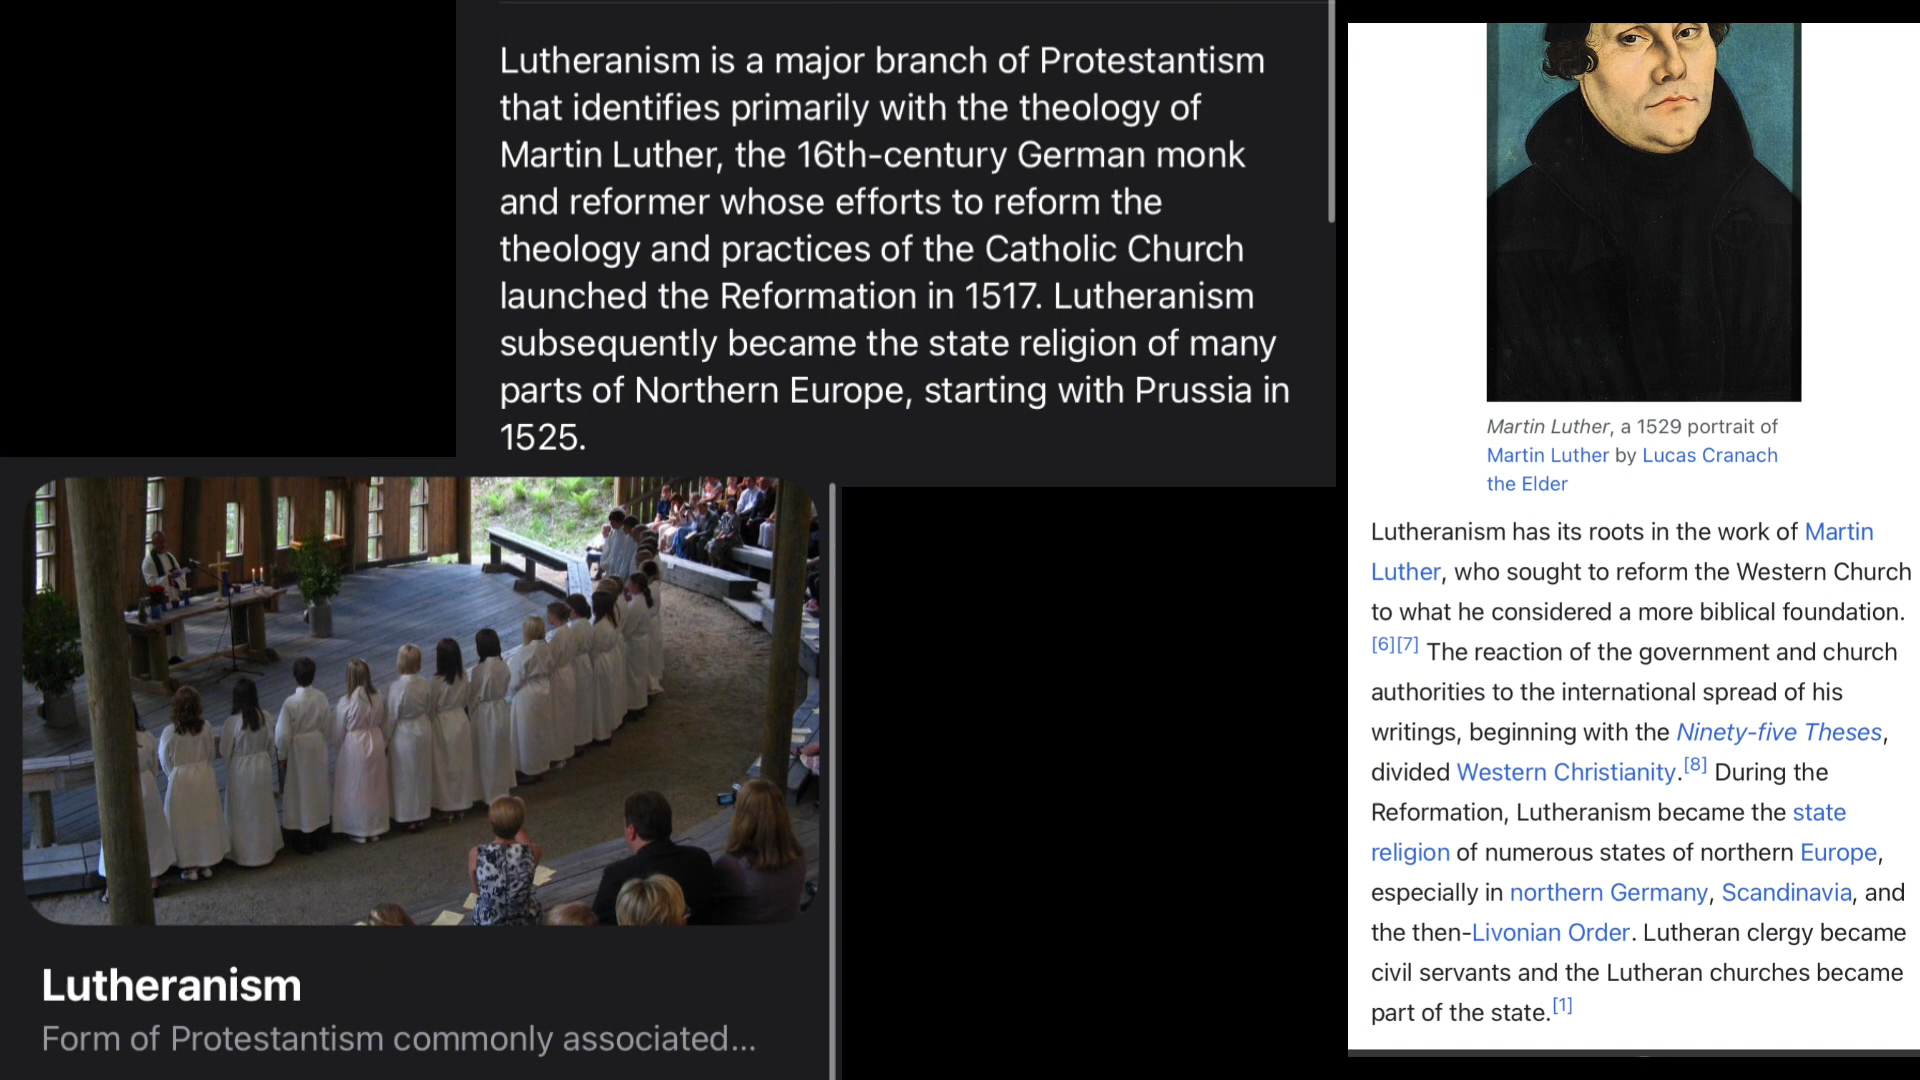 Lutheranism is a major branch of Protestantism
that identifies primarily with the theology of
Martin Luther, the 16th-century German monk
and reformer whose efforts to reform the
theology and practices of the Catholic Church
launched the Reformation in 1517. Lutheranism
subsequently became the state religion of many
parts of Northern Europe, starting with Prussia in
1525.
Lutheranism
Form of Protestantism commonly associated...
Martin Luther, a 1529 portrait of
Martin Luther by Lucas Cranach
the Elder
Lutheranism has its roots in the work of Martin
Luther, who sought to reform the Western Church
to what he considered a more biblical foundation.
[6][7] The reaction of the government and church
authorities to the international spread of his
writings, beginning with the Ninety-five Theses,
divided Western Christianity.[8] During the
Reformation, Lutheranism became the state
religion of numerous states of northern Europe,
especially in northern Germany, Scandinavia, and
the then-Livonian Order. Lutheran clergy became
civil servants and the Lutheran churches became
part of the state.[1]